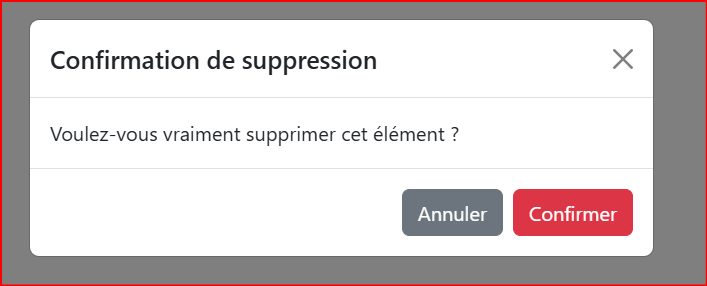 Confirmation de suppression
Voulez-vous vraiment supprimer cet élément ?
Annuler
Confirmer